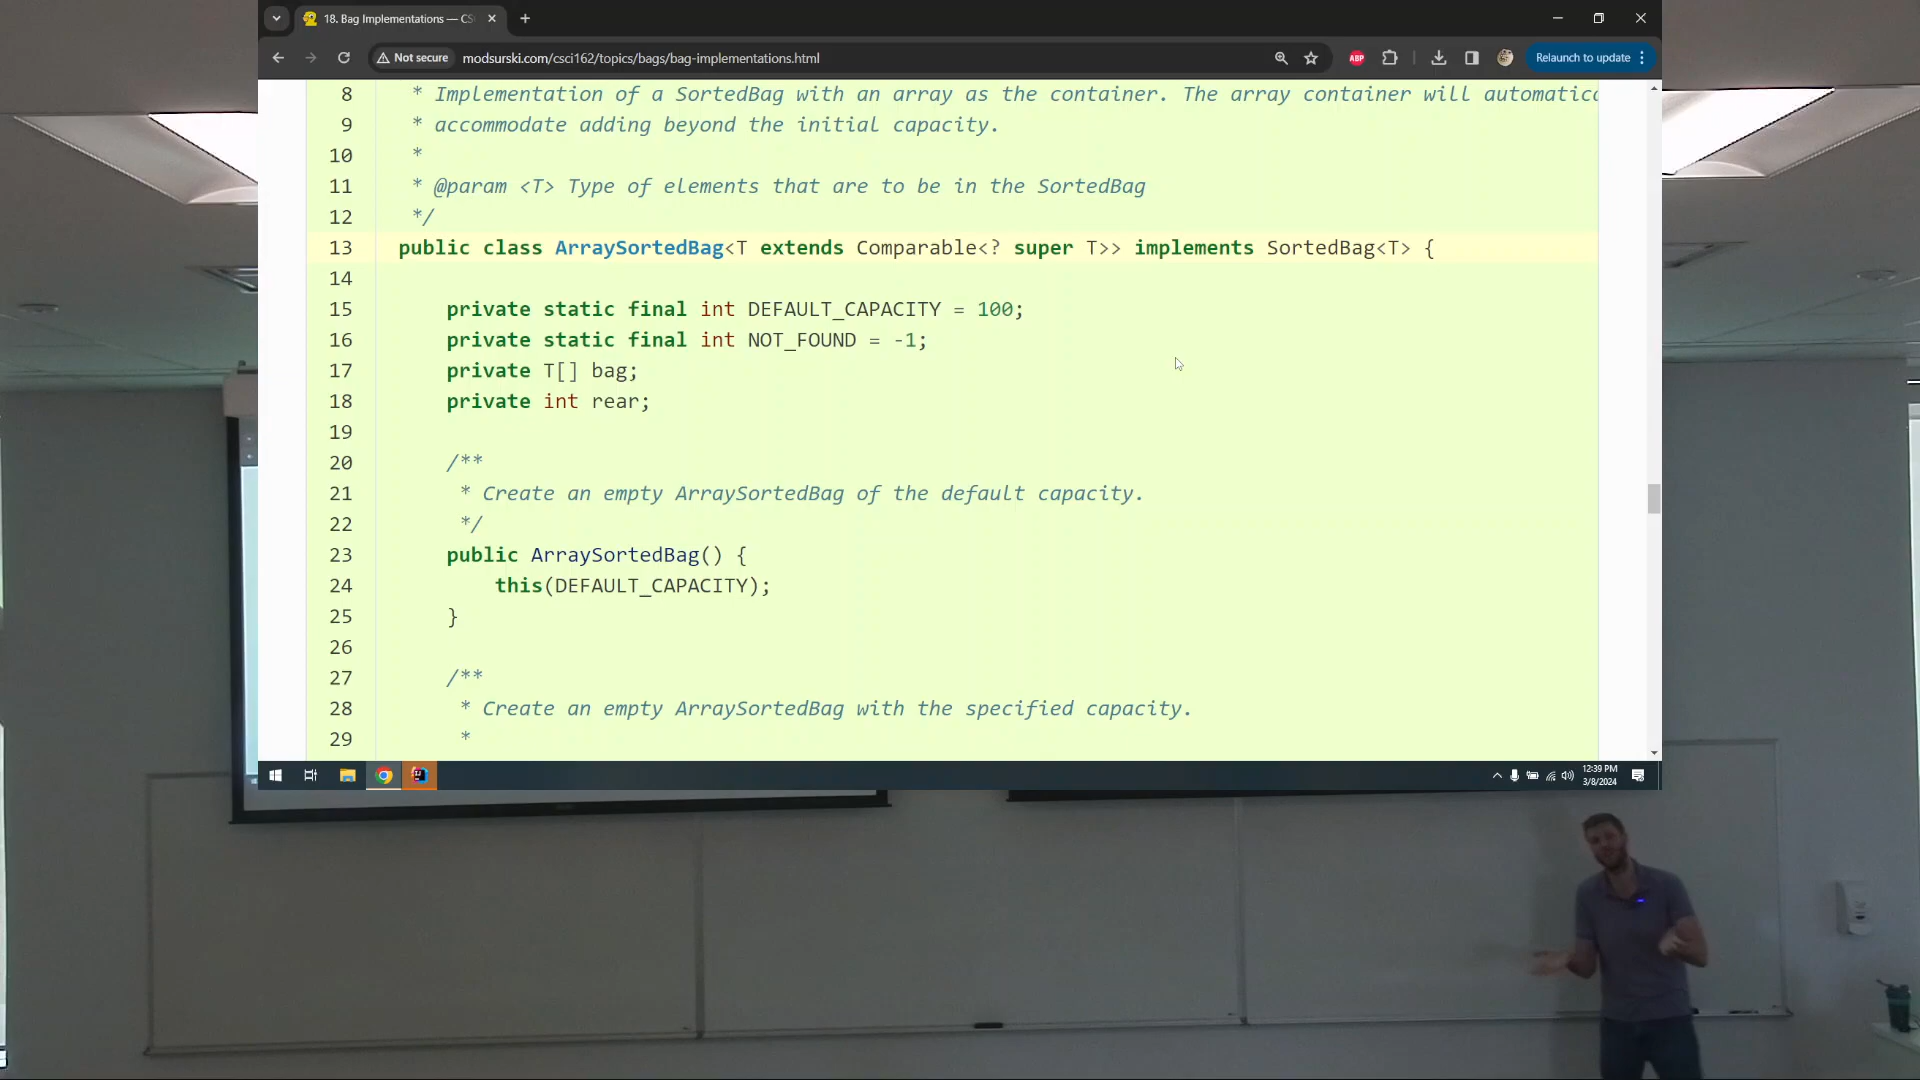 18. Bag Implementations — CS
Not secure
modsurski.com/csci162/topics/bags/bag-implementations.html
ABP
Relaunch to update
8 * Implementation of a SortedBag with an array as the container. The array container will automatica
9 * accommodate adding beyond the initial capacity.
10 *
11 * @param <T> Type of elements that are to be in the SortedBag
12 */
13 public class ArraySortedBag<T extends Comparable<? super T>> implements SortedBag<T> {
14
15 private static final int DEFAULT_CAPACITY = 100;
16 private static final int NOT_FOUND = -1;
17 private T[] bag;
18 private int rear;
19
20 /**
21 * Create an empty ArraySortedBag of the default capacity.
22 */
23 public ArraySortedBag() {
24 this(DEFAULT_CAPACITY);
25 }
26
27 /**
28 * Create an empty ArraySortedBag with the specified capacity.
29 *
12:39 PM
3/8/2024